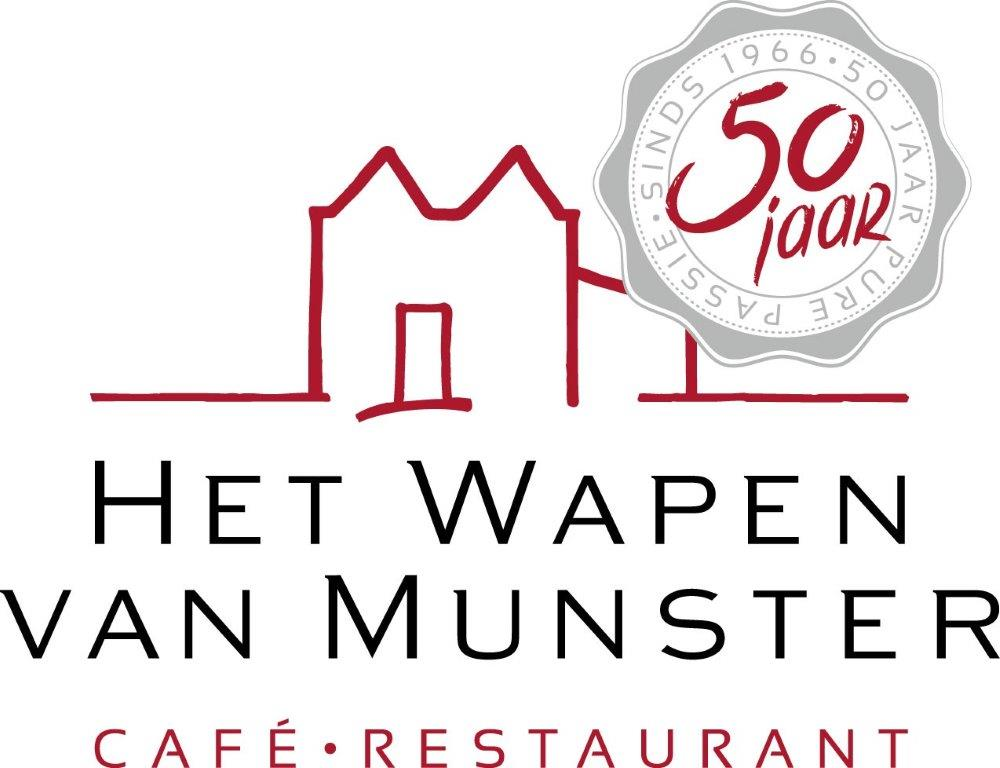 SINDS 1966 • 50 JAAR PURE PASSIE •
50
jaar
HET WAPEN
VAN MUNSTER
CAFÉ • RESTAURANT